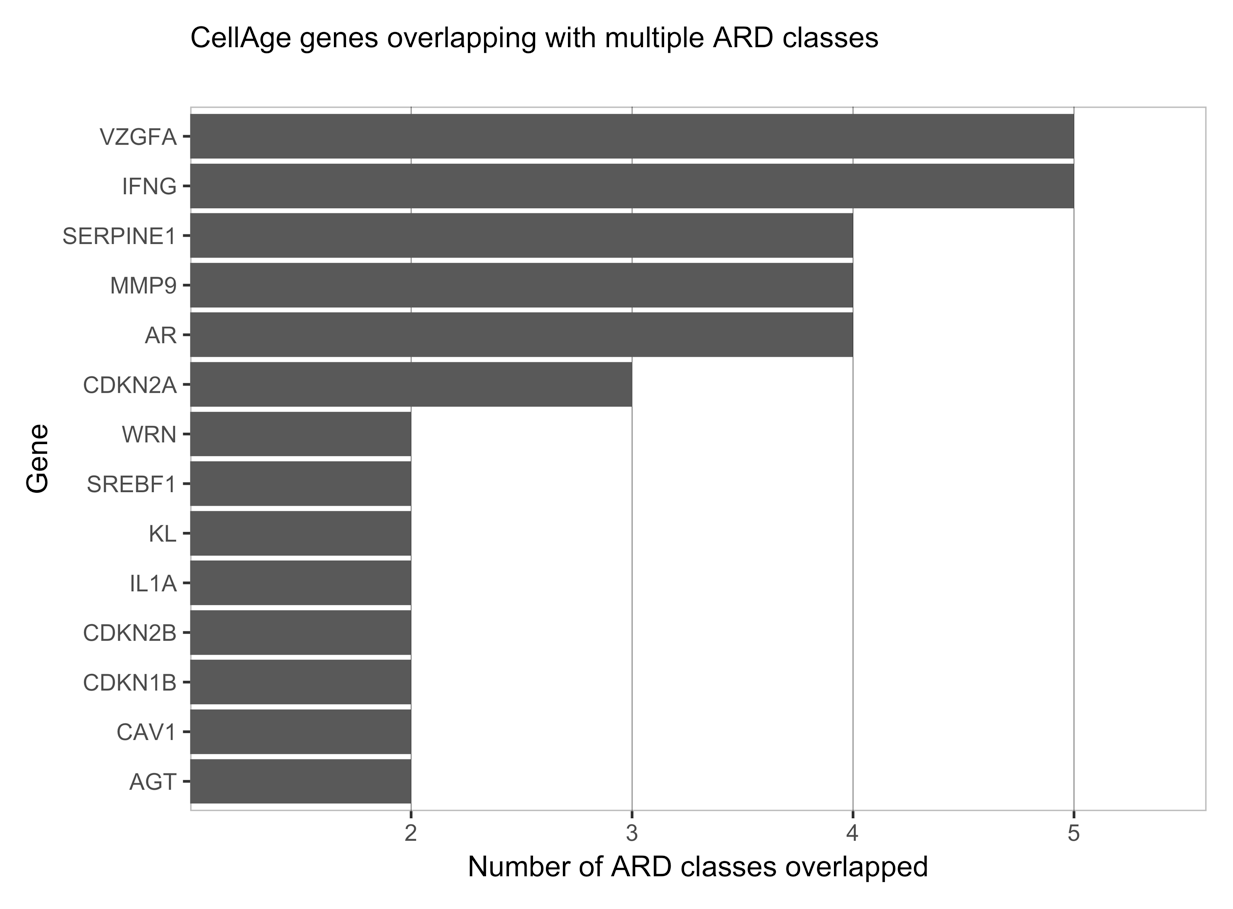 CellAge genes overlapping with multiple ARD classes
VZGFA
IFNG
SERPINE1
MMP9
AR
CDKN2A
WRN
SREBF1
KL
IL1A
CDKN2B
CDKN1B
CAV1
AGT
Gene
2 3 4 5
Number of ARD classes overlapped